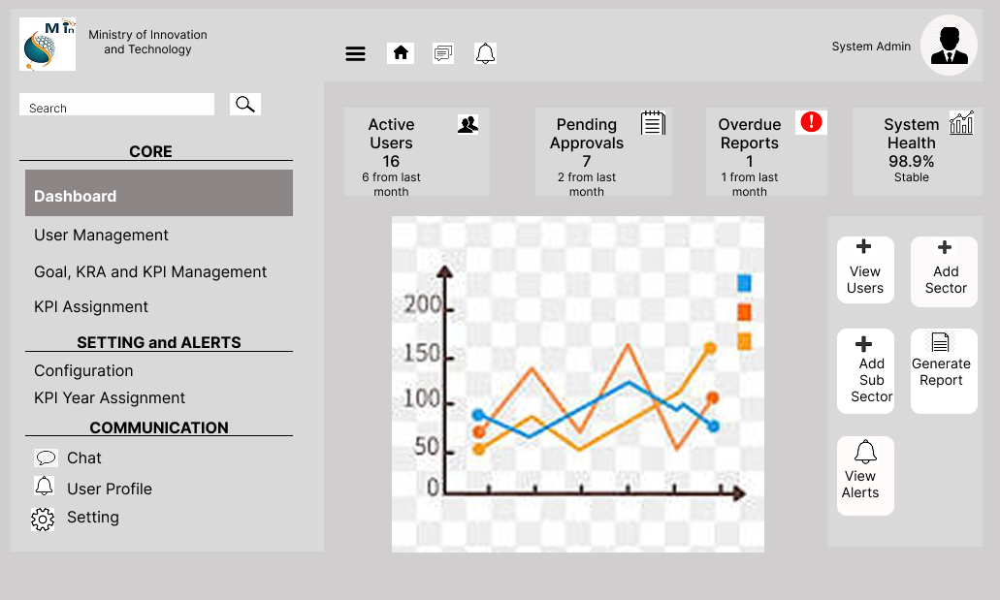 M In
Ministry of Innovation
and Technology
System Admin
Search
CORE
Dashboard
User Management
Goal, KRA and KPI Management
KPI Assignment
SETTING and ALERTS
Configuration
KPI Year Assignment
COMMUNICATION
Chat
User Profile
Setting
Active
Users
16
6 from last
month
Pending
Approvals
7
2 from last
month
Overdue
Reports
1
1 from last
month
System
Health
98.9%
Stable
200
150
100
50
0
View
Users
Add
Sector
Add
Sub
Sector
Generate
Report
View
Alerts